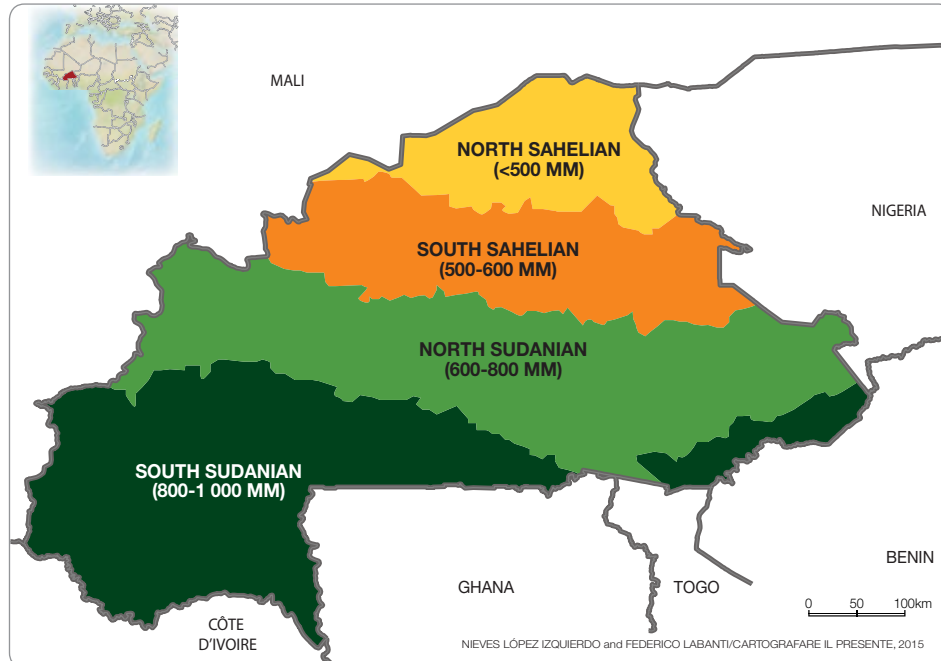 MALI
NORTH SAHELIAN
(<500 MM)
NIGERIA
SOUTH SAHELIAN
(500-600 MM)
NORTH SUDANIAN
(600-800 MM)
SOUTH SUDANIAN
(800-1 000 MM)
BENIN
GHANA
TOGO
0 50 100km
CÔTE
D'IVOIRE
NIEVES LÓPEZ IZQUIERDO and FEDERICO LABANTI/CARTOGRAFARE IL PRESENTE, 2015